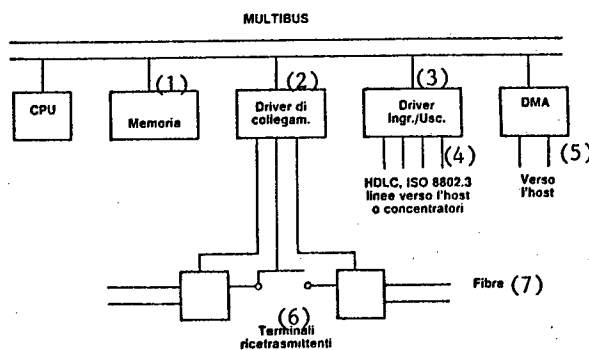 MULTIBUS
CPU
(1)
Memoria
(2)
Driver di
collegam.
(3)
Driver
Ingr./Usc.
DMA
(4)
HDLC, ISO 8802.3
linee verso l'host
o concentratori
(5)
Verso
l'host
Fibre (7)
(6)
Terminali
ricetrasmittenti